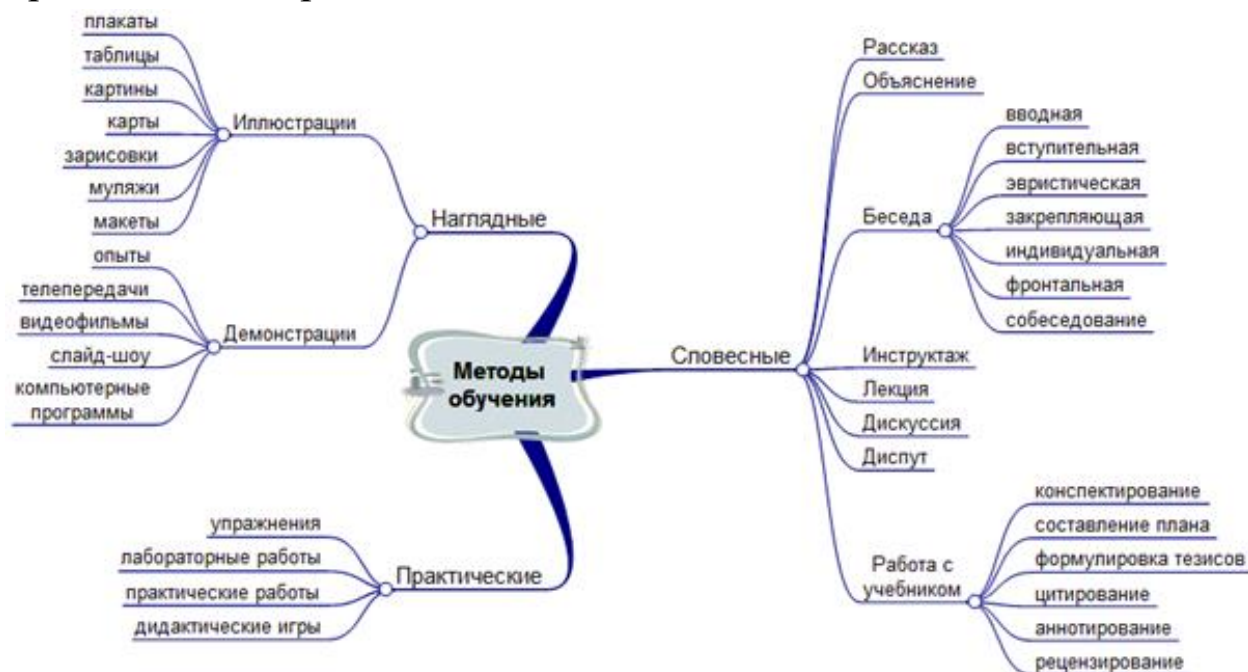 плакаты
таблицы
картины
карты
зарисовки
муляжи
макеты
Иллюстрации
опыты
телепередачи
видеофильмы
слайд-шоу
компьютерные
программы
Демонстрации
Наглядные
Методы
обучения
упражнения
лабораторные работы
практические работы
дидактические игры
Практические
Словесные
Рассказ
Объяснение
Беседа
вводная
вступительная
эвристическая
закрепляющая
индивидуальная
фронтальная
собеседование
Инструктаж
Лекция
Дискуссия
Диспут
Работа с
учебником
конспектирование
составление плана
формулировка тезисов
цитирование
аннотирование
рецензирование